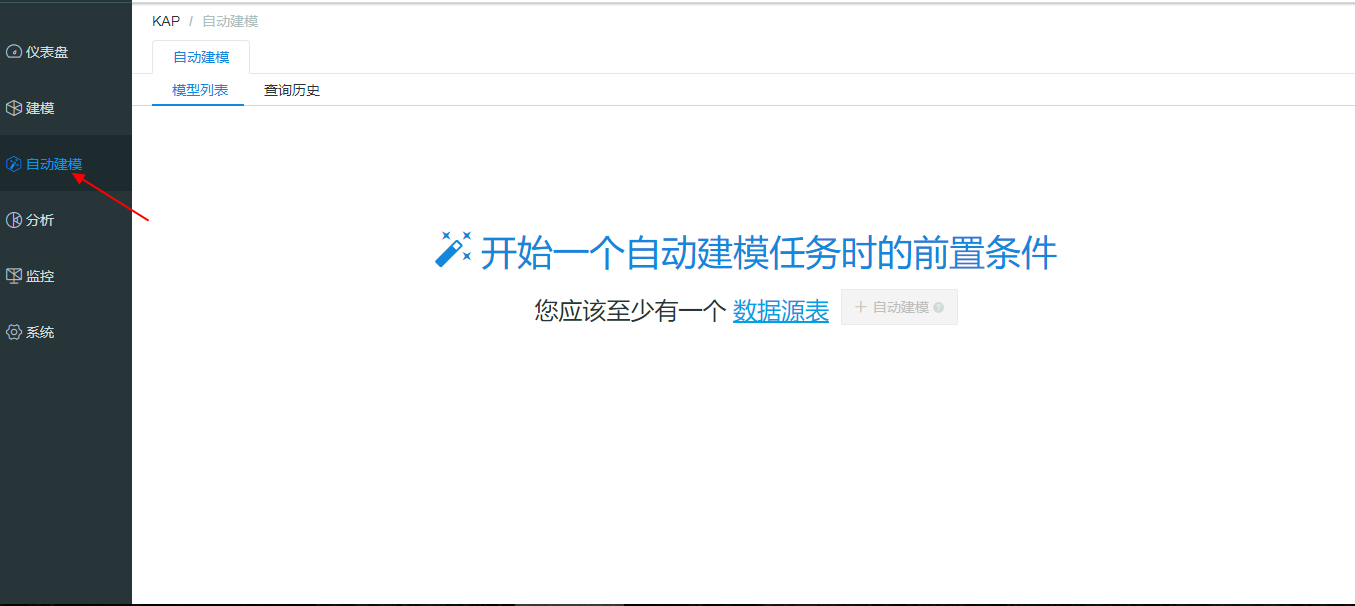 KAP / 自动建模
仪表盘
建模
自动建模
分析
监控
系统
自动建模
模型列表 查询历史
开始一个自动建模任务时的前置条件
您应该至少有一个 数据源表 + 自动建模